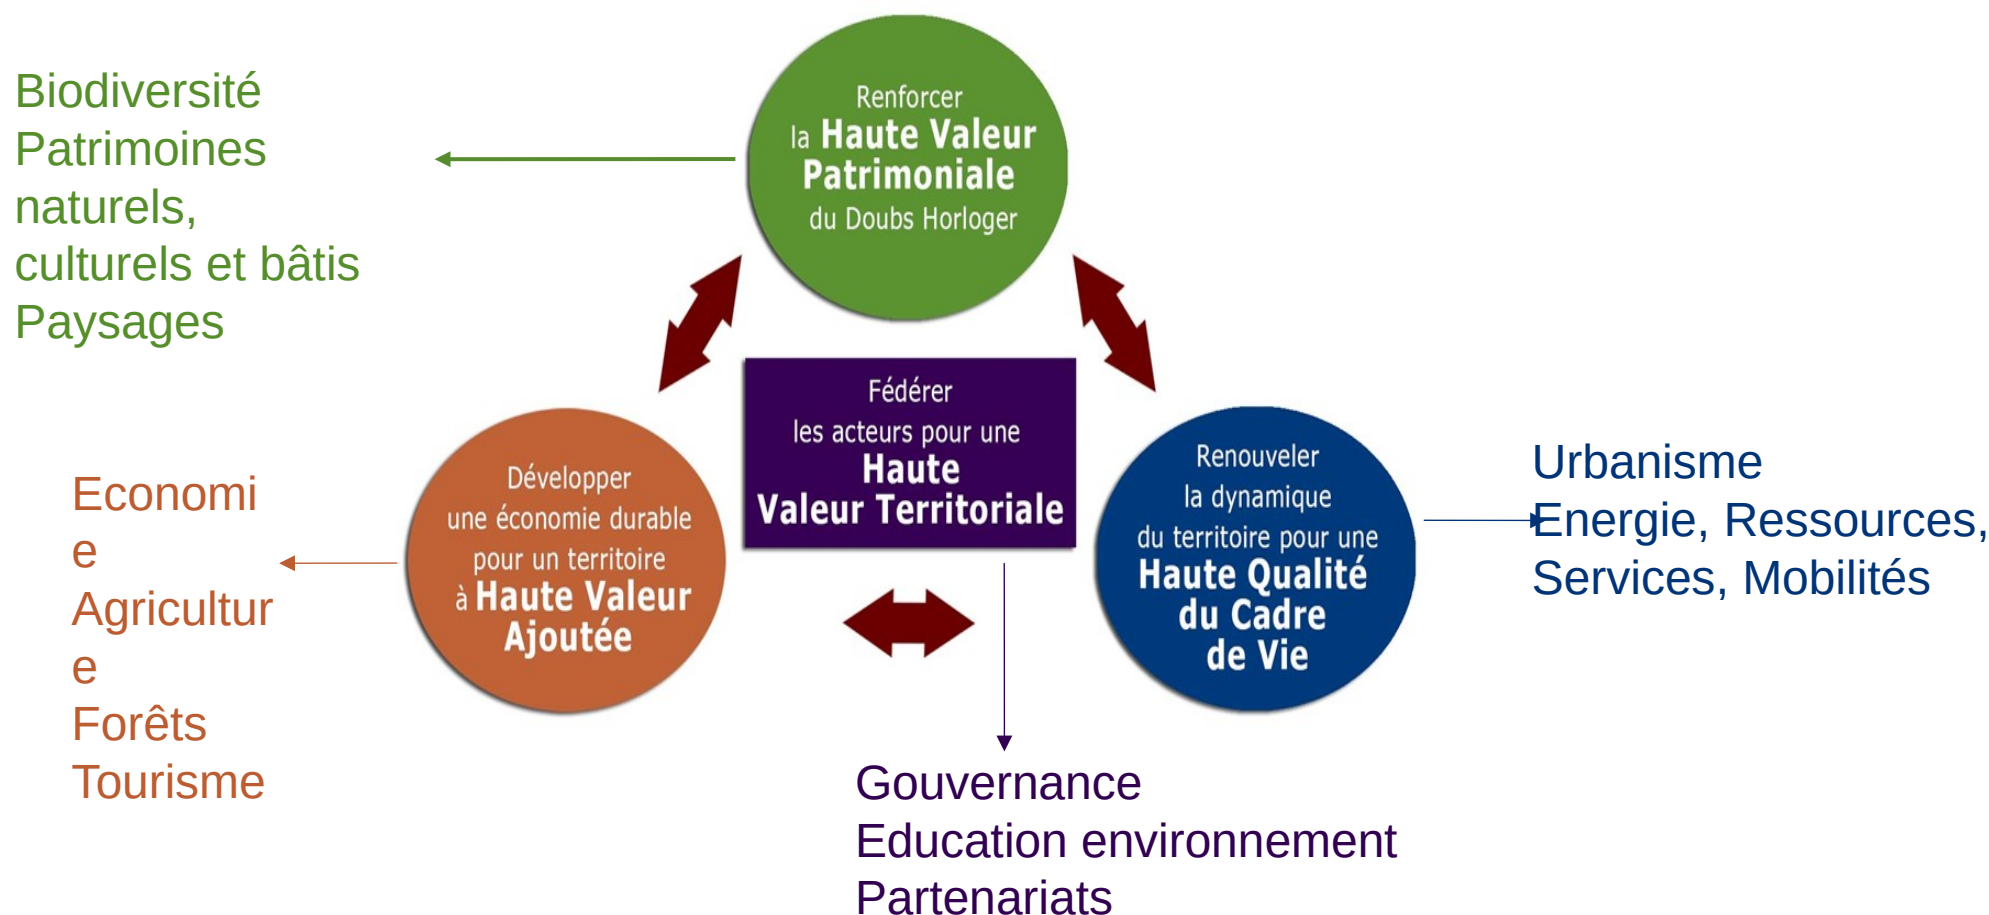 Biodiversité
Patrimoines
naturels,
culturels et bâtis
Paysages
Renforcer
la Haute Valeur
Patrimoniale
du Doubs Horloger
Fédérer
les acteurs pour une
Haute
Valeur Territoriale
Economi
e
Agricultur
e
Forêts
Tourisme
Développer
une économie durable
pour un territoire
à Haute Valeur
Ajoutée
Renouveler
la dynamique
du territoire pour une
Haute Qualité
du Cadre
de Vie
Urbanisme
Energie, Ressources,
Services, Mobilités
Gouvernance
Education environnement
Partenariats